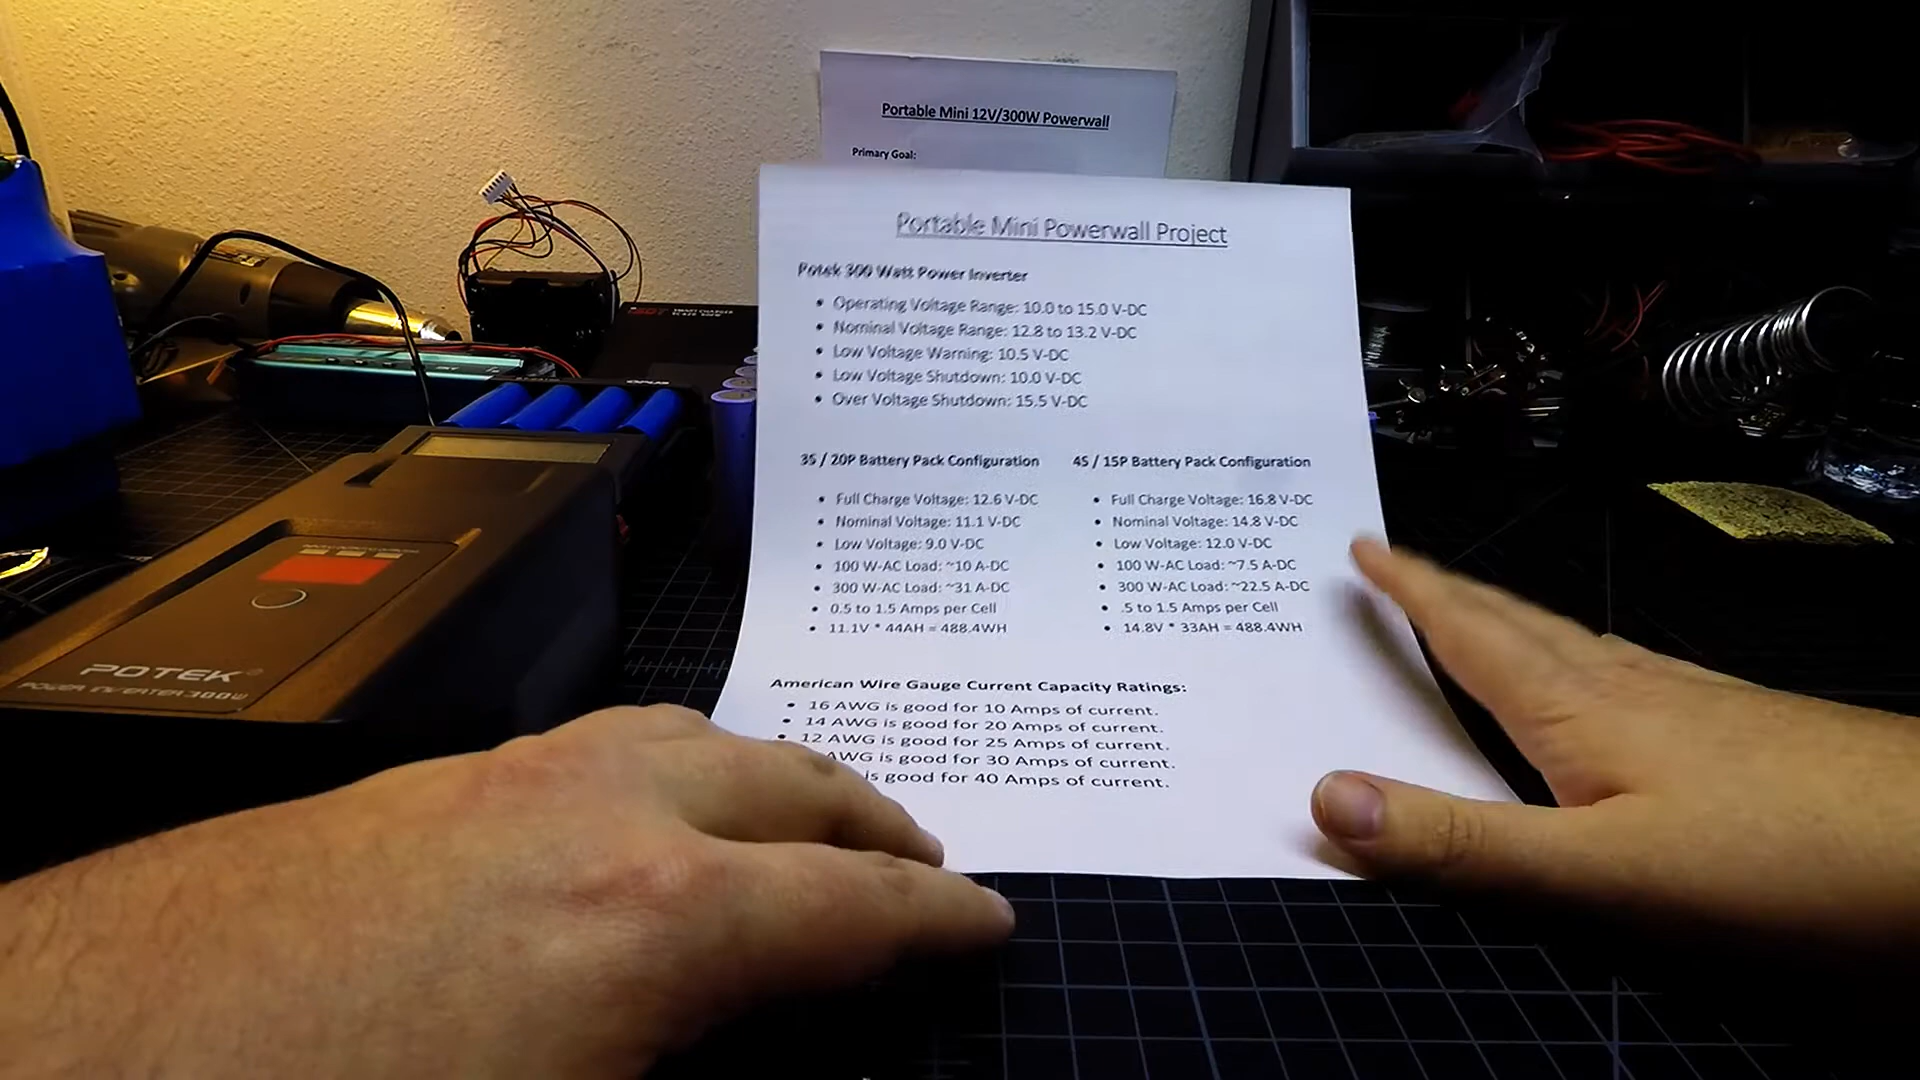 Portable Mini 12V/300W Powerwall
Primary Goal:
Portable Mini Powerwall Project
Potek 300 Watt Power Inverter
• Operating Voltage Range: 10.0 to 15.0 V-DC
• Nominal Voltage Range: 12.8 to 13.2 V-DC
• Low Voltage Warning: 10.5 V-DC
• Low Voltage Shutdown: 10.0 V-DC
• Over Voltage Shutdown: 15.5 V-DC
3S / 20P Battery Pack Configuration
• Full Charge Voltage: 12.6 V-DC
• Nominal Voltage: 11.1 V-DC
• Low Voltage: 9.0 V-DC
• 100 W-AC Load: ~10 A-DC
• 300 W-AC Load: ~31 A-DC
• 0.5 to 1.5 Amps per Cell
• 11.1V * 44AH = 488.4WH
4S / 15P Battery Pack Configuration
• Full Charge Voltage: 16.8 V-DC
• Nominal Voltage: 14.8 V-DC
• Low Voltage: 12.0 V-DC
• 100 W-AC Load: ~7.5 A-DC
• 300 W-AC Load: ~22.5 A-DC
• .5 to 1.5 Amps per Cell
• 14.8V * 33AH = 488.4WH
American Wire Gauge Current Capacity Ratings:
• 16 AWG is good for 10 Amps of current.
• 14 AWG is good for 20 Amps of current.
• 12 AWG is good for 25 Amps of current.
AWG is good for 30 Amps of current.
is good for 40 Amps of current.
POTEK
POWER INVERTER 300W